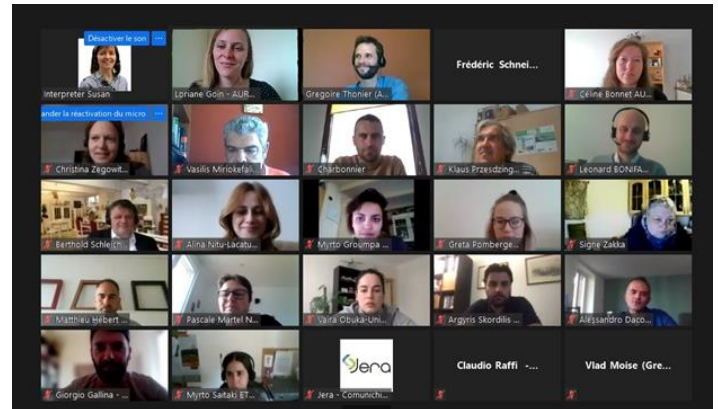 Désactiver le son
Interpreter Susan
Loriane Goin - AUR...
Gregoire Thonier (A...
Frédéric Schnei...
Céline Bonnet AU...
ander la réactivation du micro
Christina Zegowit...
Vasilis Miriokefali...
Charbonnier
Klaus Przesdzing...
Leonard BONIFA...
Berthold Schleich...
Alina Nitu-Lacatu...
Myrto Groumpa ...
Greta Pomberge...
Signe Zakka
Matthieu Hébert ...
Pascale Martel N...
Vaira Obuka-Uni...
Argyris Skordilis ...
Alessandro Daco...
Giorgio Gallina - ...
Myrto Saitaki ET...
Jera
Jera - Comunichi...
Claudio Raffi -...
Vlad Moise (Gre...